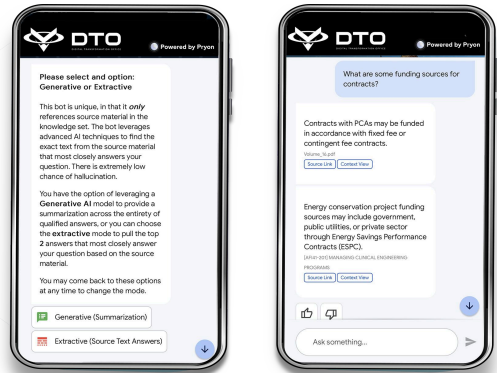 DTO
DIGITAL TRANSFORMATION OFFICE
Powered by Pryon
Please select and option:
Generative or Extractive
This bot is unique, in that it only
references source material in the
knowledge set. The bot leverages
advanced AI techniques to find the
exact text from the source material
that most closely answers your
question. There is extremely low
chance of hallucination.
You have the option of leveraging a
Generative AI model to provide a
summarization across the entirety of
qualified answers, or you can choose
the extractive mode to pull the top
2 answers that most closely answer
your question based on the source
material.
You may come back to these options
at any time to change the mode.
Generative (Summarization)
Extractive (Source Text Answers)
DTO
DIGITAL TRANSFORMATION OFFICE
Powered by Pryon
What are some funding sources for
contracts?
Contracts with PCAs may be funded
in accordance with fixed fee or
contingent fee contracts.
Volume_16.pdf
Source Link
Context View
Energy conservation project funding
sources may include government,
public utilities, or private sector
through Energy Savings Performance
Contracts (ESPC).
[AFI41-201] MANAGING CLINICAL ENGINEERING
PROGRAMS
Source Link
Context View
Ask something...